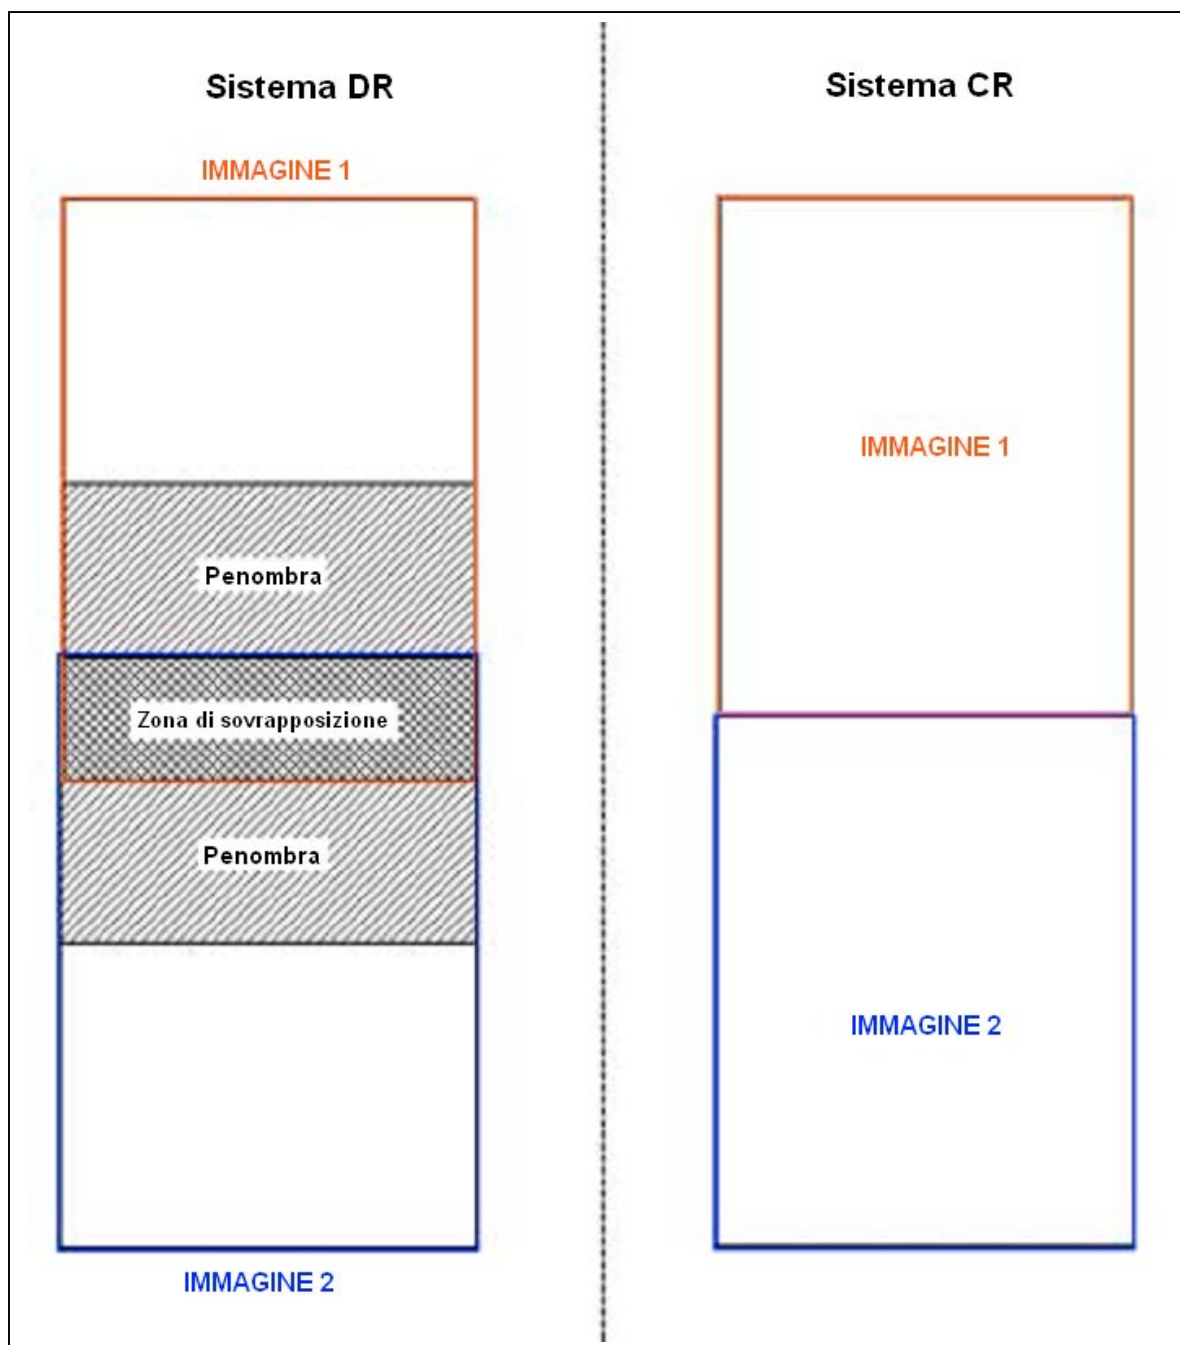 Sistema DR
IMMAGINE 1
Penombra
Zona di sovrapposizione
Penombra
IMMAGINE 2
Sistema CR
IMMAGINE 1
IMMAGINE 2